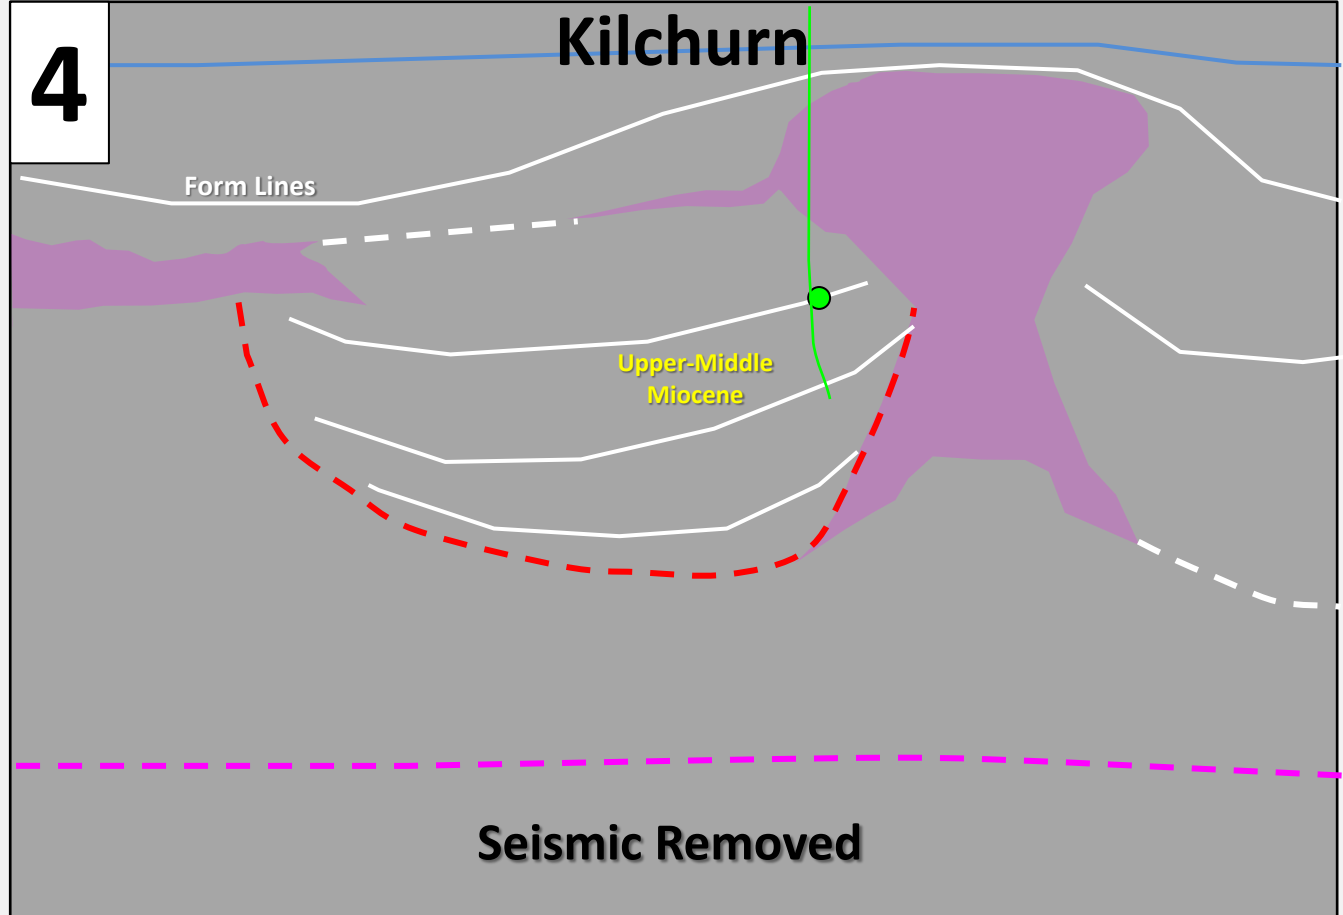 4
Kilchurn
Form Lines
Upper-Middle
Miocene
Seismic Removed